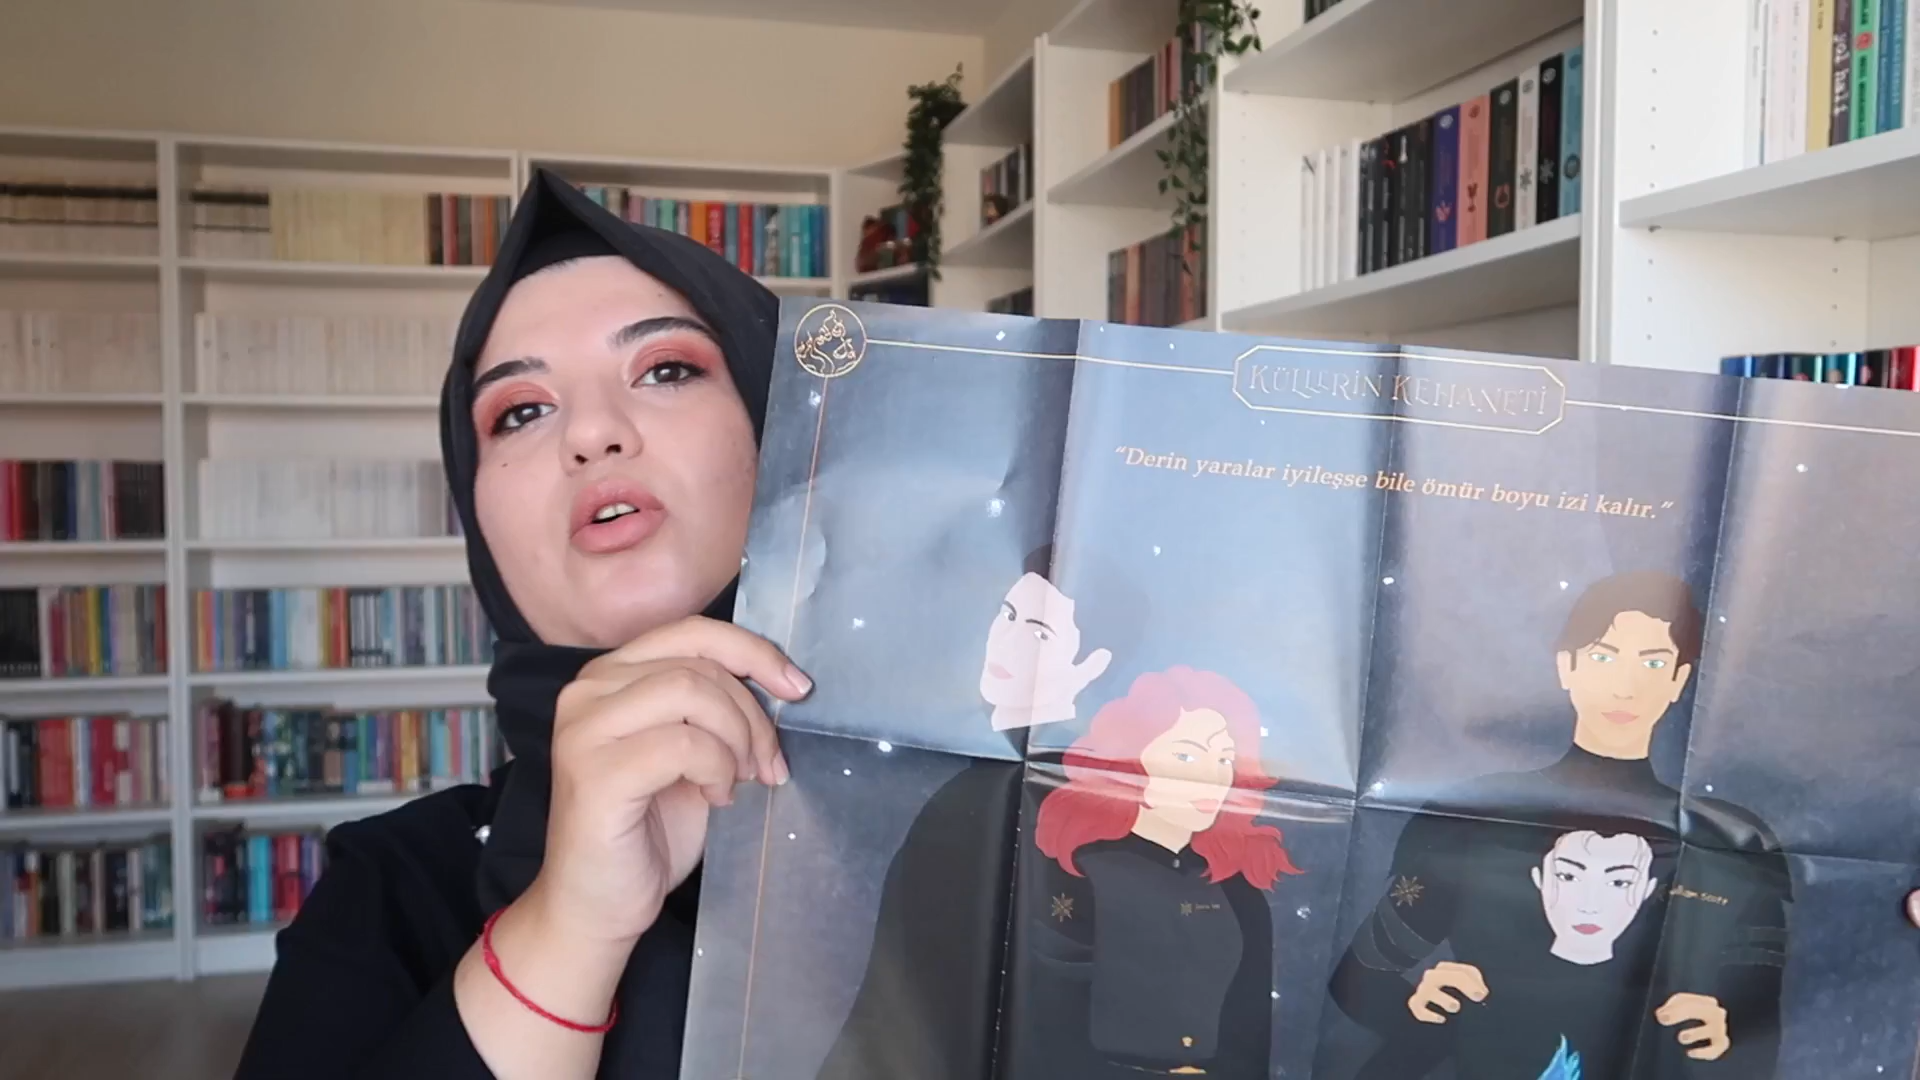 KÜLLERİN KEHANETİ
“Derin yaralar iyileşse bile ömür boyu izi kalır.”